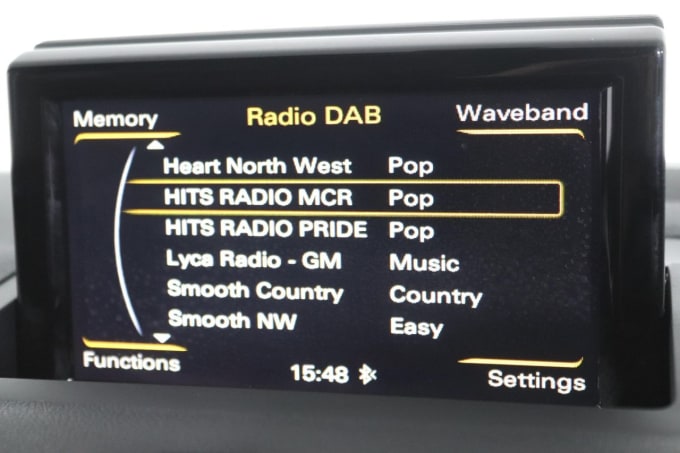 Memory Radio DAB Waveband
Heart North West Pop
HITS RADIO MCR Pop
HITS RADIO PRIDE Pop
Lyca Radio - GM Music
Smooth Country Country
Smooth NW Easy
Functions 15:48 Settings